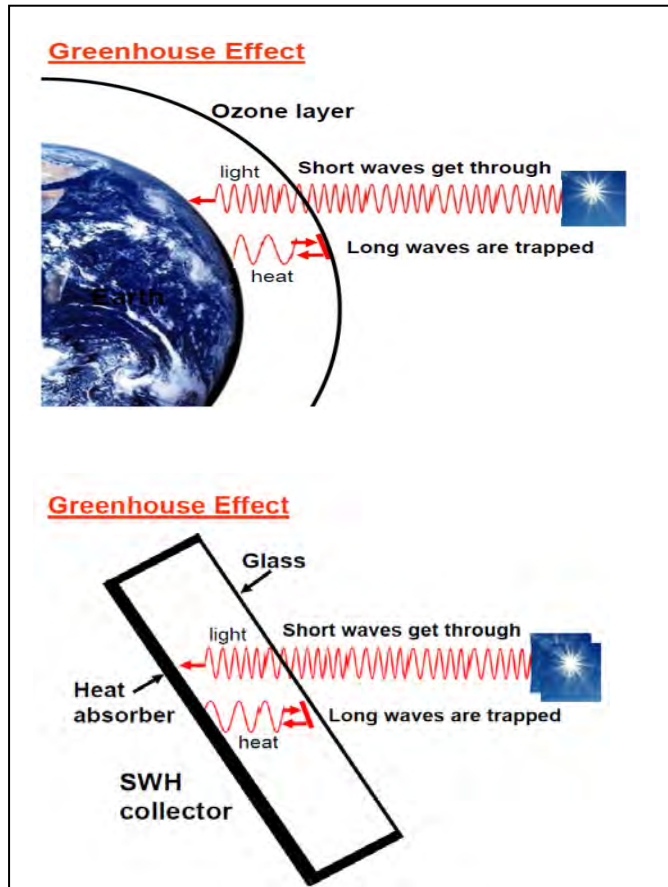 Greenhouse Effect
Ozone layer
light
Short waves get through
Long waves are trapped
heat
Earth
Greenhouse Effect
Glass
light
Short waves get through
Heat
absorber
Long waves are trapped
heat
SWH
collector